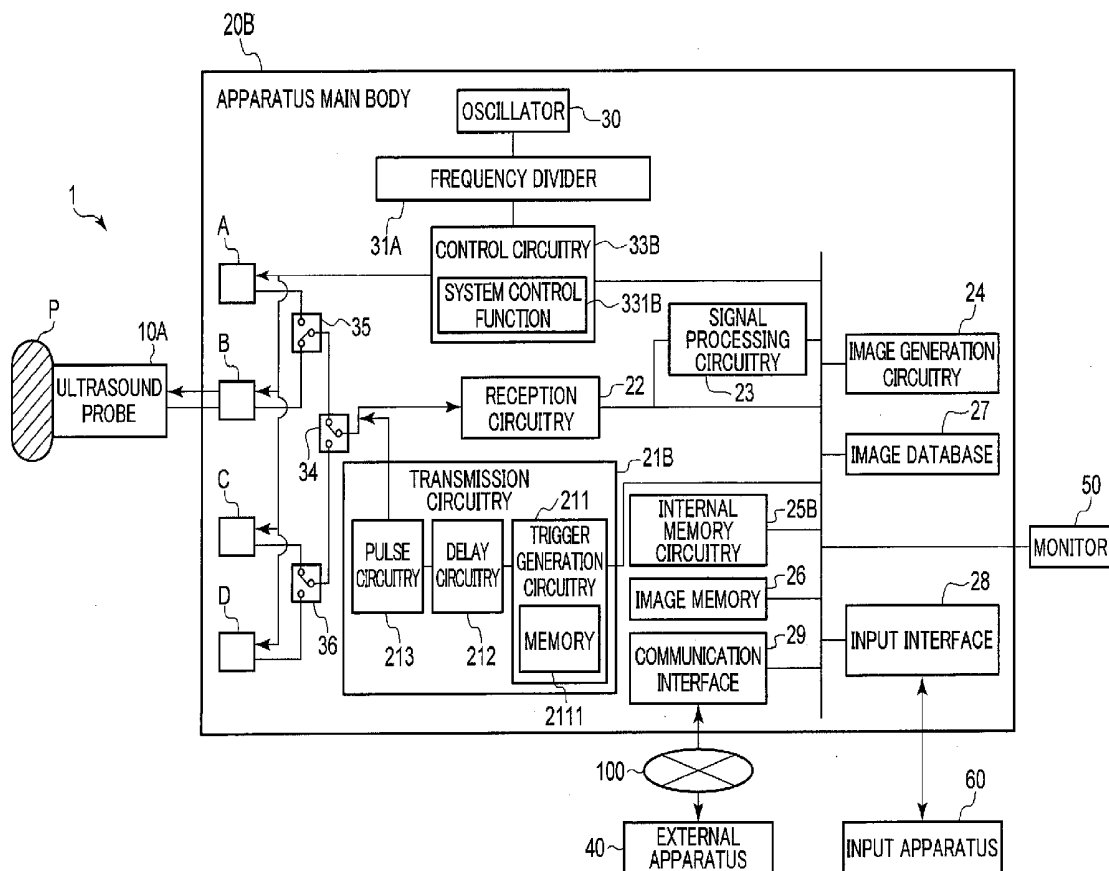 20B
APPARATUS MAIN BODY
OSCILLATOR
30
FREQUENCY DIVIDER
31A
1
A
CONTROL CIRCUITRY
33B
SYSTEM CONTROL
FUNCTION
331B
35
P
10A
B
ULTRASOUND
PROBE
SIGNAL
PROCESSING
CIRCUITRY
23
24
IMAGE GENERATION
CIRCUITRY
RECEPTION
CIRCUITRY
22
27
IMAGE DATABASE
34
21B
TRANSMISSION
CIRCUITRY
C
211
TRIGGER
GENERATION
CIRCUITRY
PULSE
CIRCUITRY
DELAY
CIRCUITRY
INTERNAL
MEMORY
CIRCUITRY
25B
50
MONITOR
36
D
IMAGE MEMORY
26
28
INPUT INTERFACE
MEMORY
213
212
2111
COMMUNICATION
INTERFACE
29
100
60
40
EXTERNAL
APPARATUS
INPUT APPARATUS